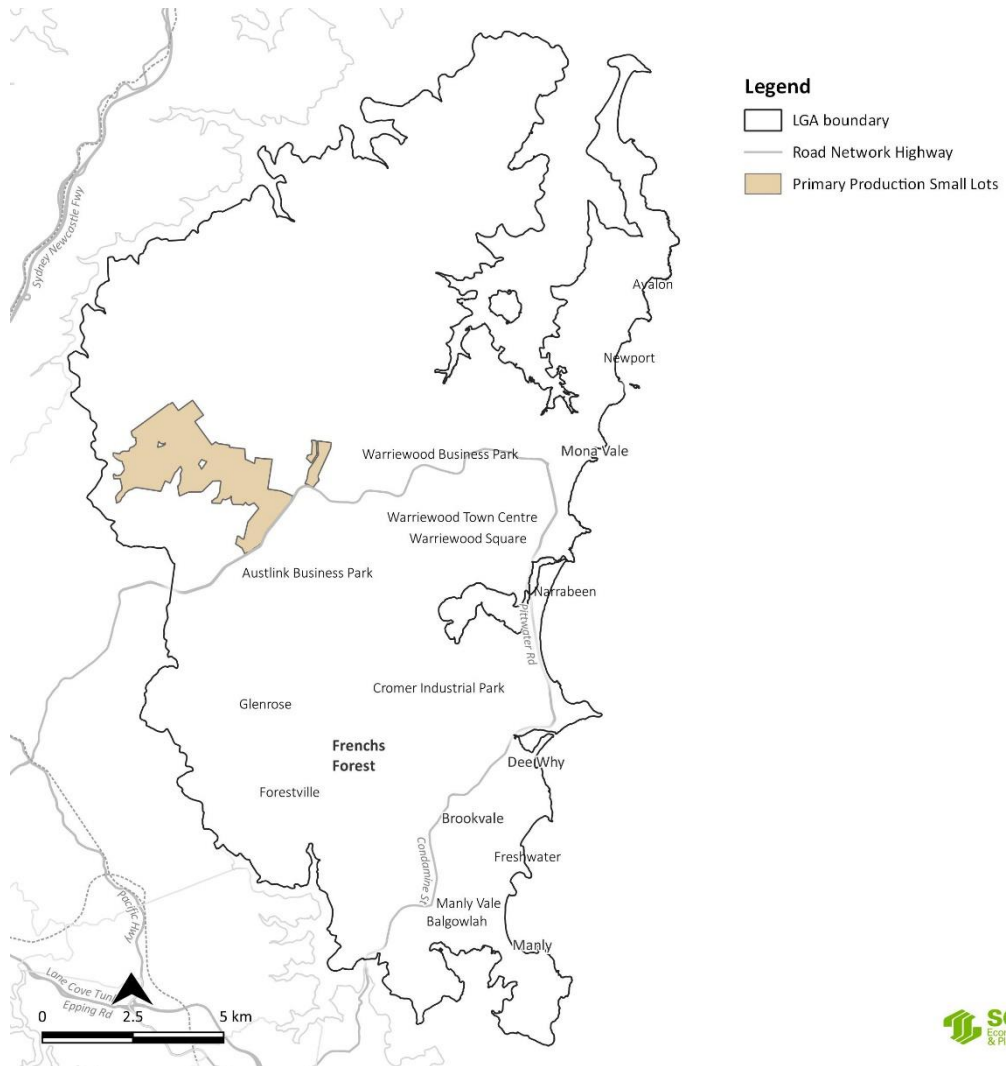 Legend
LGA boundary
Road Network Highway
Primary Production Small Lots
Sydney Newcastle Fwy
Avalon
Newport
Mona Vale
Warriewood Business Park
Warriewood Town Centre
Warriewood Square
Austlink Business Park
Narrabeen
Pittwater Rd
Cromer Industrial Park
Glenrose
Frenchs
Forest
Dee Why
Forestville
Brookvale
Condamine St
Freshwater
Manly Vale
Balgowlah
Manly
Pacific Hwy
Lane Cove Tun
Epping Rd
0 2.5 5 km